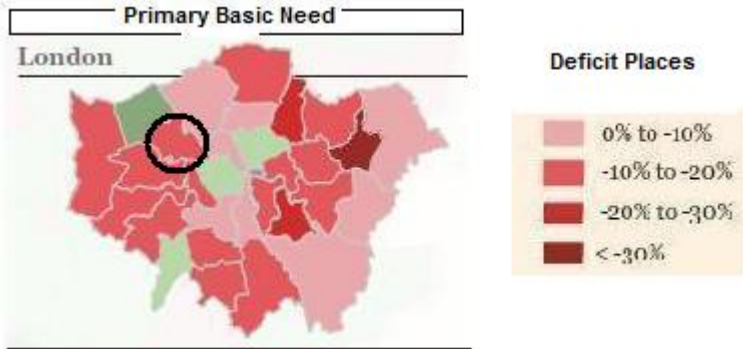 Primary Basic Need
London
Deficit Places
0% to -10%
-10% to -20%
-20% to -30%
< -30%